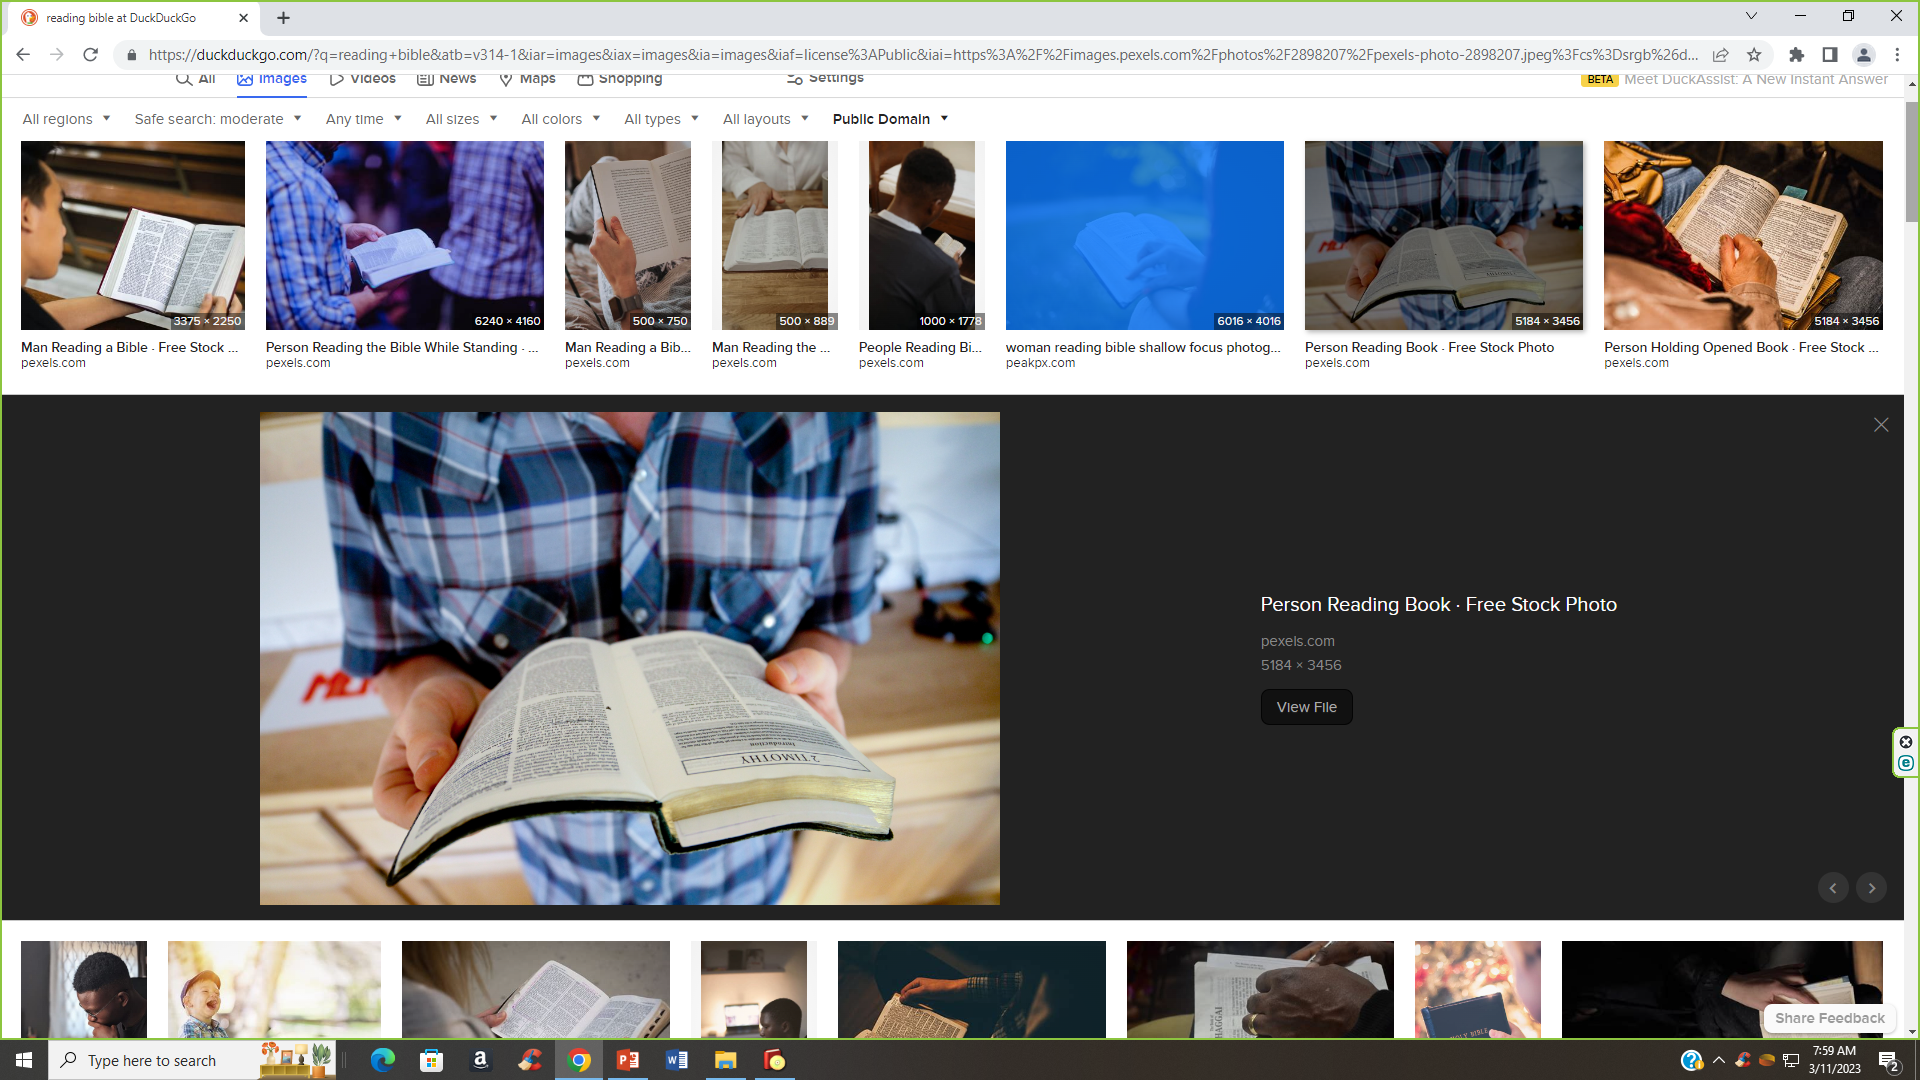 reading bible at DuckDuckGo
https://duckduckgo.com/?q=reading+bible&atb=v314-1&iar=images&iax=images&ia=images&iaf=license%3APublic&iai=https%3A%2F%2Fimages.pexels.com%2Fphotos%2F2898207%2Fpexels-photo-2898207.jpeg%3Fcs%3Dsrgb%26d...
All Images Videos News Maps Shopping Settings BETA Meet DuckAssist: A New Instant Answer
All regions Safe search: moderate Any time All sizes All colors All types All layouts Public Domain
3375 × 2250 6240 × 4160 500 × 750 500 × 889 1000 × 1778 6016 × 4016 5184 × 3456 5184 × 3456
Man Reading a Bible · Free Stock ... Person Reading the Bible While Standing · ... Man Reading a Bib... Man Reading the ... People Reading Bi... woman reading bible shallow focus photog... Person Reading Book · Free Stock Photo Person Holding Opened Book · Free Stock ...
pexels.com pexels.com pexels.com pexels.com pexels.com peakpx.com pexels.com pexels.com
Person Reading Book · Free Stock Photo
pexels.com
5184 × 3456
View File
Introduction
2 TIMOTHY
HAGGAI
HOLY BIBLE
Share Feedback
Type here to search
7:59 AM
3/11/2023
2